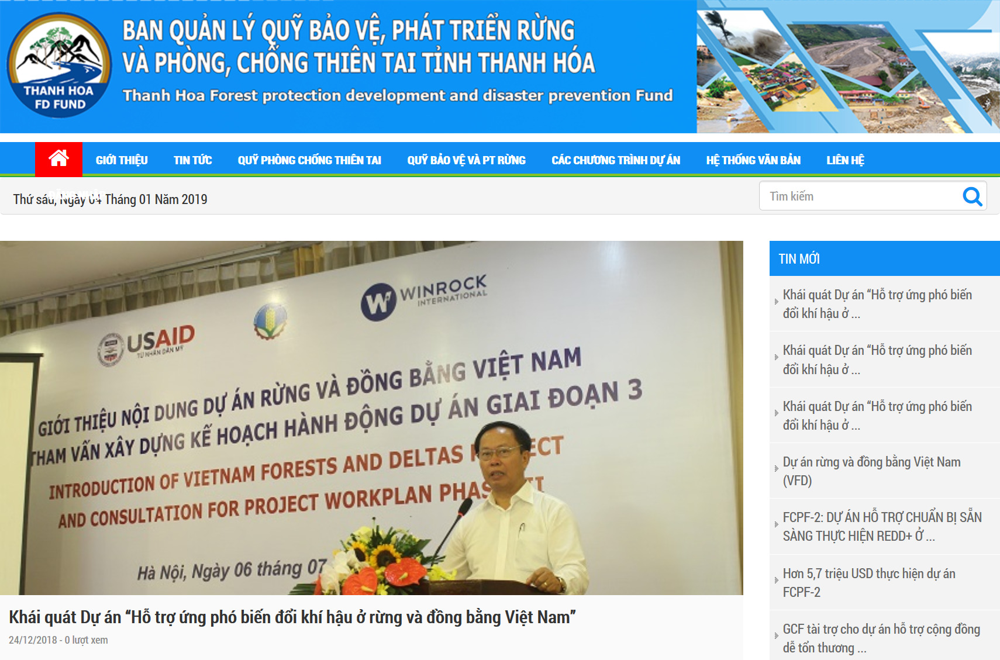 BAN QUẢN LÝ QUỸ BẢO VỆ, PHÁT TRIỂN RỪNG
VÀ PHÒNG, CHỐNG THIÊN TAI TỈNH THANH HÓA
Thanh Hoa Forest protection development and disaster prevention Fund
THANH HOA
FD FUND
GIỚI THIỆU TIN TỨC QUỸ PHÒNG CHỐNG THIÊN TAI QUỸ BẢO VỆ VÀ PT RỪNG CÁC CHƯƠNG TRÌNH DỰ ÁN HỆ THỐNG VĂN BẢN LIÊN HỆ
ĐĂNG NHẬP
Thứ sáu, Ngày 04 Tháng 01 Năm 2019
Tìm kiếm
WINROCK
INTERNATIONAL
USAID
TỪ NHÂN DÂN MỸ
GIỚI THIỆU NỘI DUNG DỰ ÁN RỪNG VÀ ĐỒNG BẰNG VIỆT NAM
THAM VẤN XÂY DỰNG KẾ HOẠCH HÀNH ĐỘNG DỰ ÁN GIAI ĐOẠN 3
INTRODUCTION OF VIETNAM FORESTS AND DELTAS P ECT
AND CONSULTATION FOR PROJECT WORKPLAN PHAS II
Hà Nội, Ngày 06 tháng 07
Khái quát Dự án “Hỗ trợ ứng phó biến đổi khí hậu ở rừng và đồng bằng Việt Nam”
24/12/2018 - 0 lượt xem
TIN MỚI
Khái quát Dự án “Hỗ trợ ứng phó biến
đổi khí hậu ở ...
Khái quát Dự án “Hỗ trợ ứng phó biến
đổi khí hậu ở ...
Khái quát Dự án “Hỗ trợ ứng phó biến
đổi khí hậu ở ...
Dự án rừng và đồng bằng Việt Nam
(VFD)
FCPF-2: DỰ ÁN HỖ TRỢ CHUẨN BỊ SẴN
SÀNG THỰC HIỆN REDD+ Ở ...
Hơn 5,7 triệu USD thực hiện dự án
FCPF-2
GCF tài trợ cho dự án hỗ trợ cộng đồng
dễ tổn thương ...